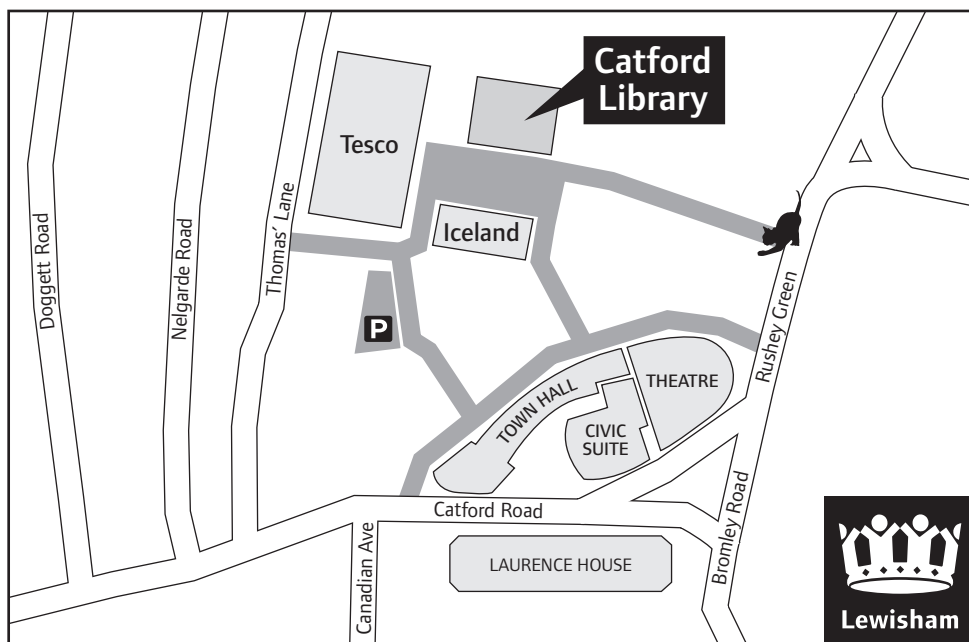 Catford
Library
Tesco
Iceland
Doggett Road
Nelgarde Road
Thomas’ Lane
P
Rushey Green
THEATRE
TOWN HALL
CIVIC
SUITE
Catford Road
Canadian Ave
LAURENCE HOUSE
Bromley Road
Lewisham